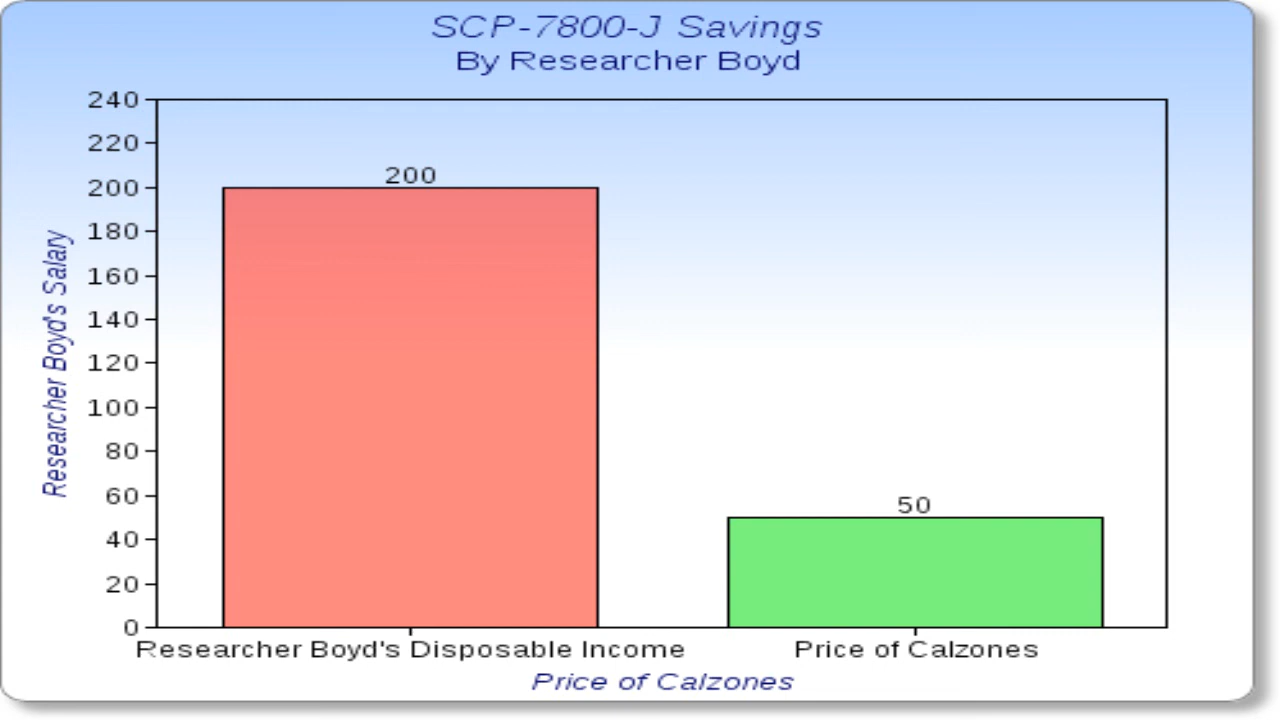 SCP-7800-J Savings
By Researcher Boyd
240
220
200
180
160
140
120
100
80
60
40
20
0
Researcher Boyd's Salary
200
50
Researcher Boyd's Disposable Income
Price of Calzones
Price of Calzones